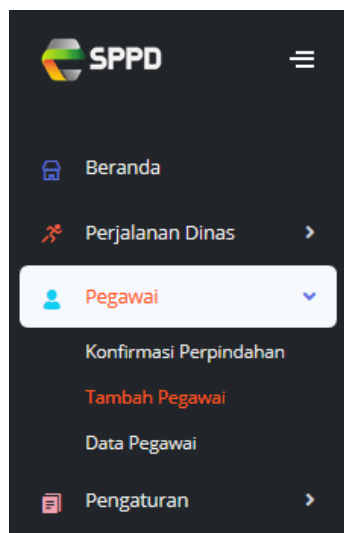 SPPD
Beranda
Perjalanan Dinas
Pegawai
Konfirmasi Perpindahan
Tambah Pegawai
Data Pegawai
Pengaturan